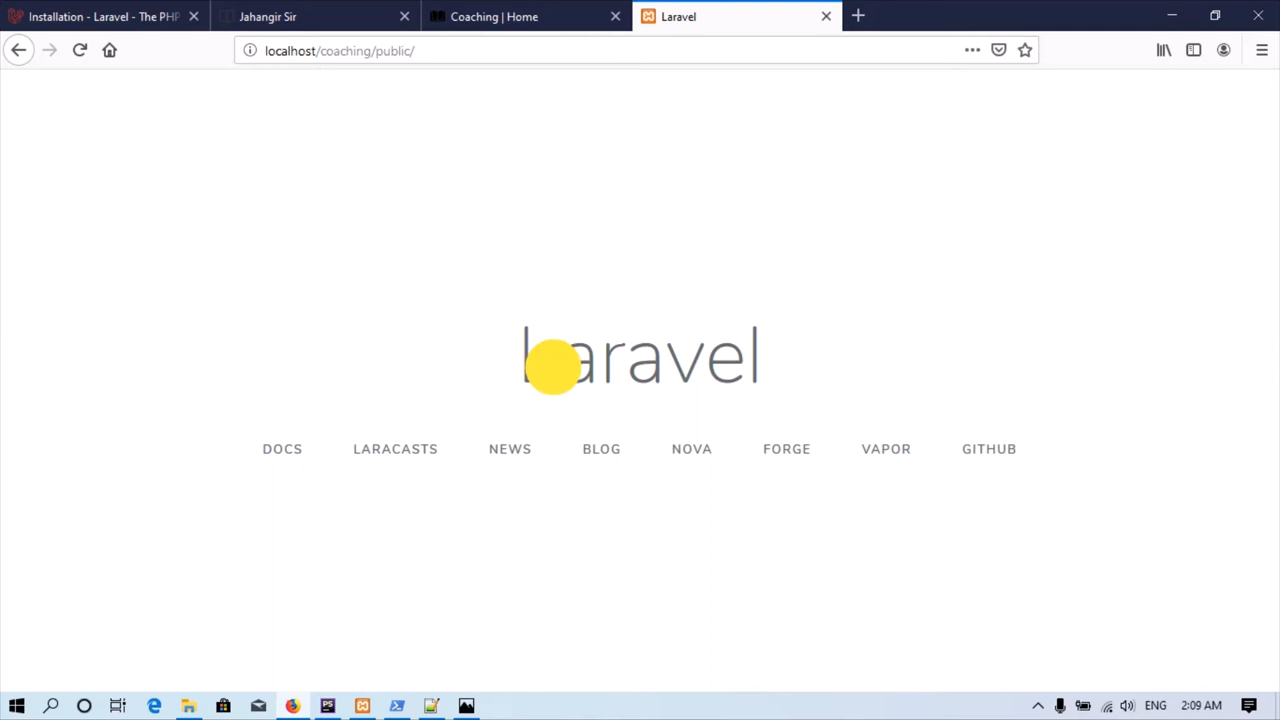 Installation - Laravel - The PHP
Jahangir Sir
Coaching | Home
Laravel
localhost/coaching/public/
Laravel
DOCS LARACASTS NEWS BLOG NOVA FORGE VAPOR GITHUB
PS
ENG 2:09 AM